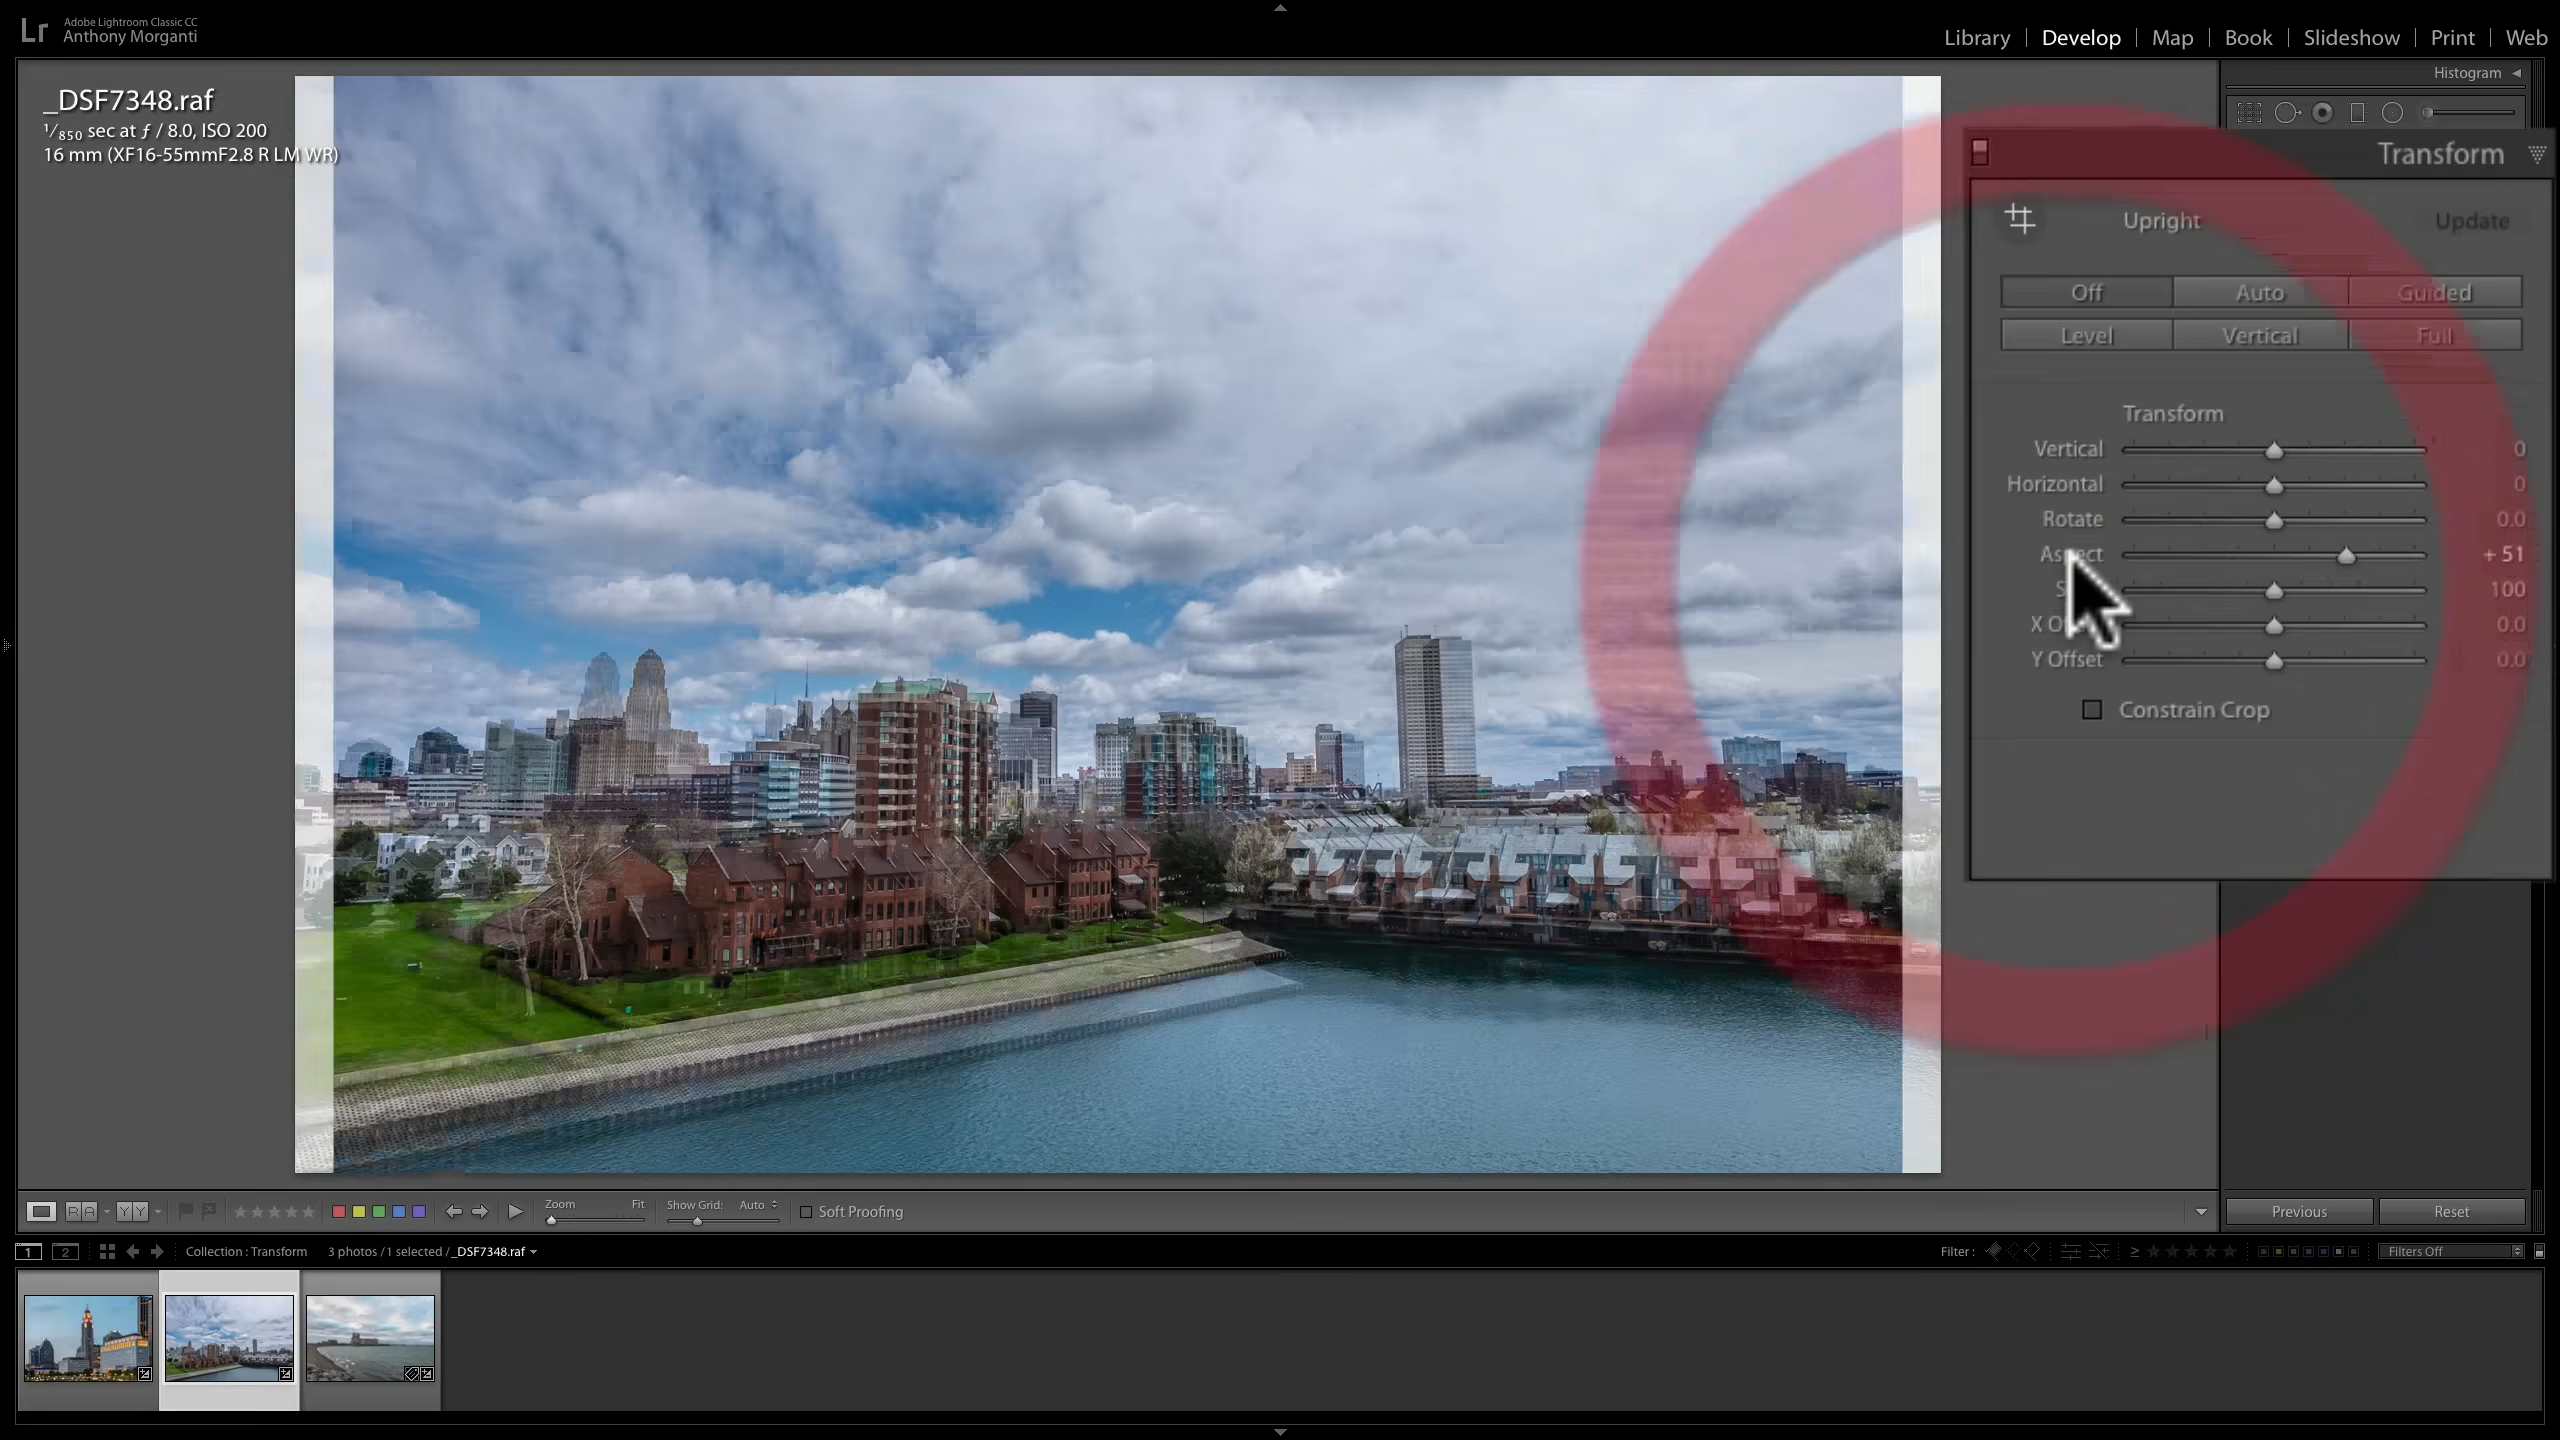 Lr
Adobe Lightroom Classic CC
Anthony Morganti
Library | Develop | Map | Book | Slideshow | Print | Web
_DSF7348.raf
1/850 sec at ƒ / 8.0, ISO 200
16 mm (XF16-55mmF2.8 R LM WR)
Histogram
Transform
Upright Update
Off Auto Guided
Level Vertical Full
Transform
Vertical 0
Horizontal 0
Rotate 0.0
Aspect + 51
100
0.0
Y Offset 0.0
Constrain Crop
R A Y Y Zoom Fit Show Grid: Auto Soft Proofing
Previous Reset
1 2 Collection : Transform 3 photos / 1 selected / _DSF7348.raf Filter : ≥ Filters Off